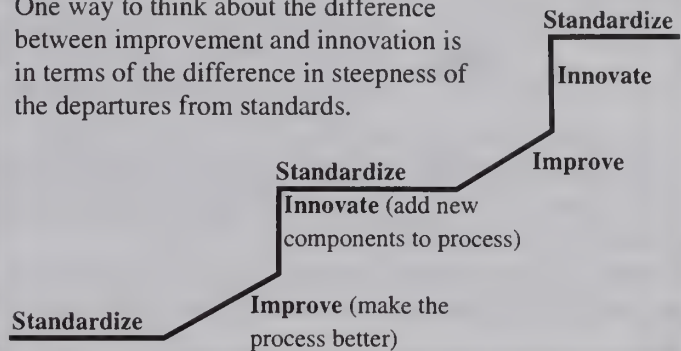 One way to think about the difference
between improvement and innovation is
in terms of the difference in steepness of
the departures from standards.
Standardize
Innovate
Improve
Standardize
Innovate (add new
components to process)
Improve (make the
process better)
Standardize